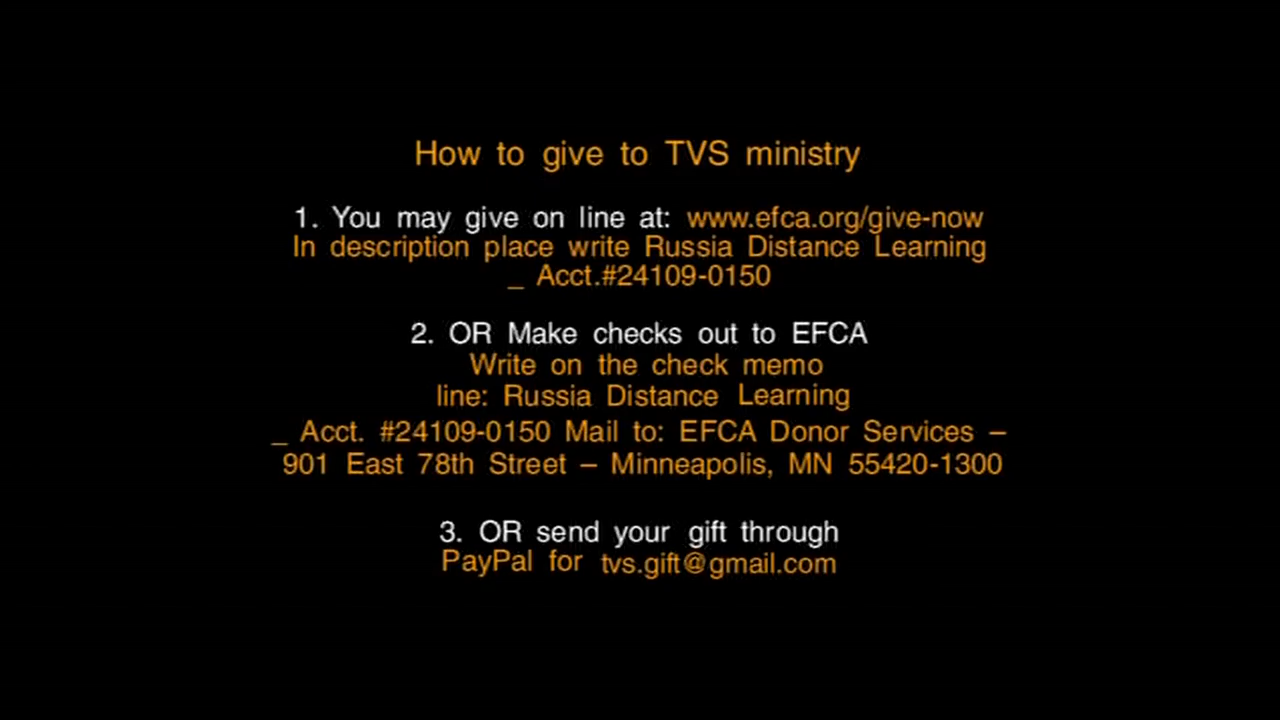 How to give to TVS ministry
1. You may give on line at: www.efca.org/give-now
In description place write Russia Distance Learning
_ Acct.#24109-0150
2. OR Make checks out to EFCA
Write on the check memo
line: Russia Distance Learning
_ Acct. #24109-0150 Mail to: EFCA Donor Services –
901 East 78th Street – Minneapolis, MN 55420-1300
3. OR send your gift through
PayPal for tvs.gift@gmail.com